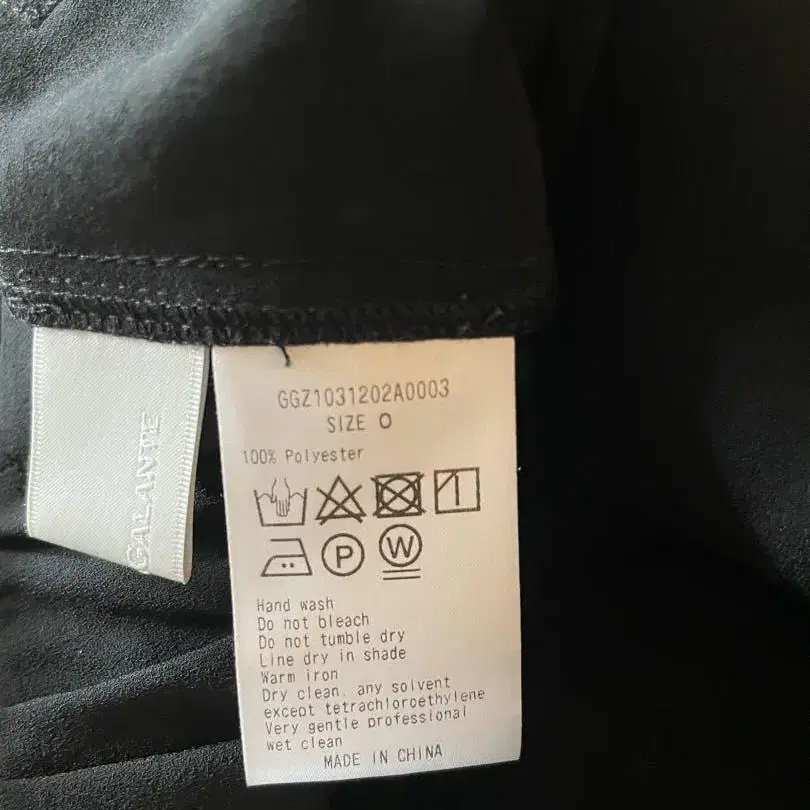 GALANTE
GGZ1031202A0003
SIZE O
100% Polyester
P
W
Hand wash
Do not bleach
Do not tumble dry
Line dry in shade
Warm iron
Dry clean, any solvent
except tetrachloroethylene
Very gentle professional
wet clean
MADE IN CHINA